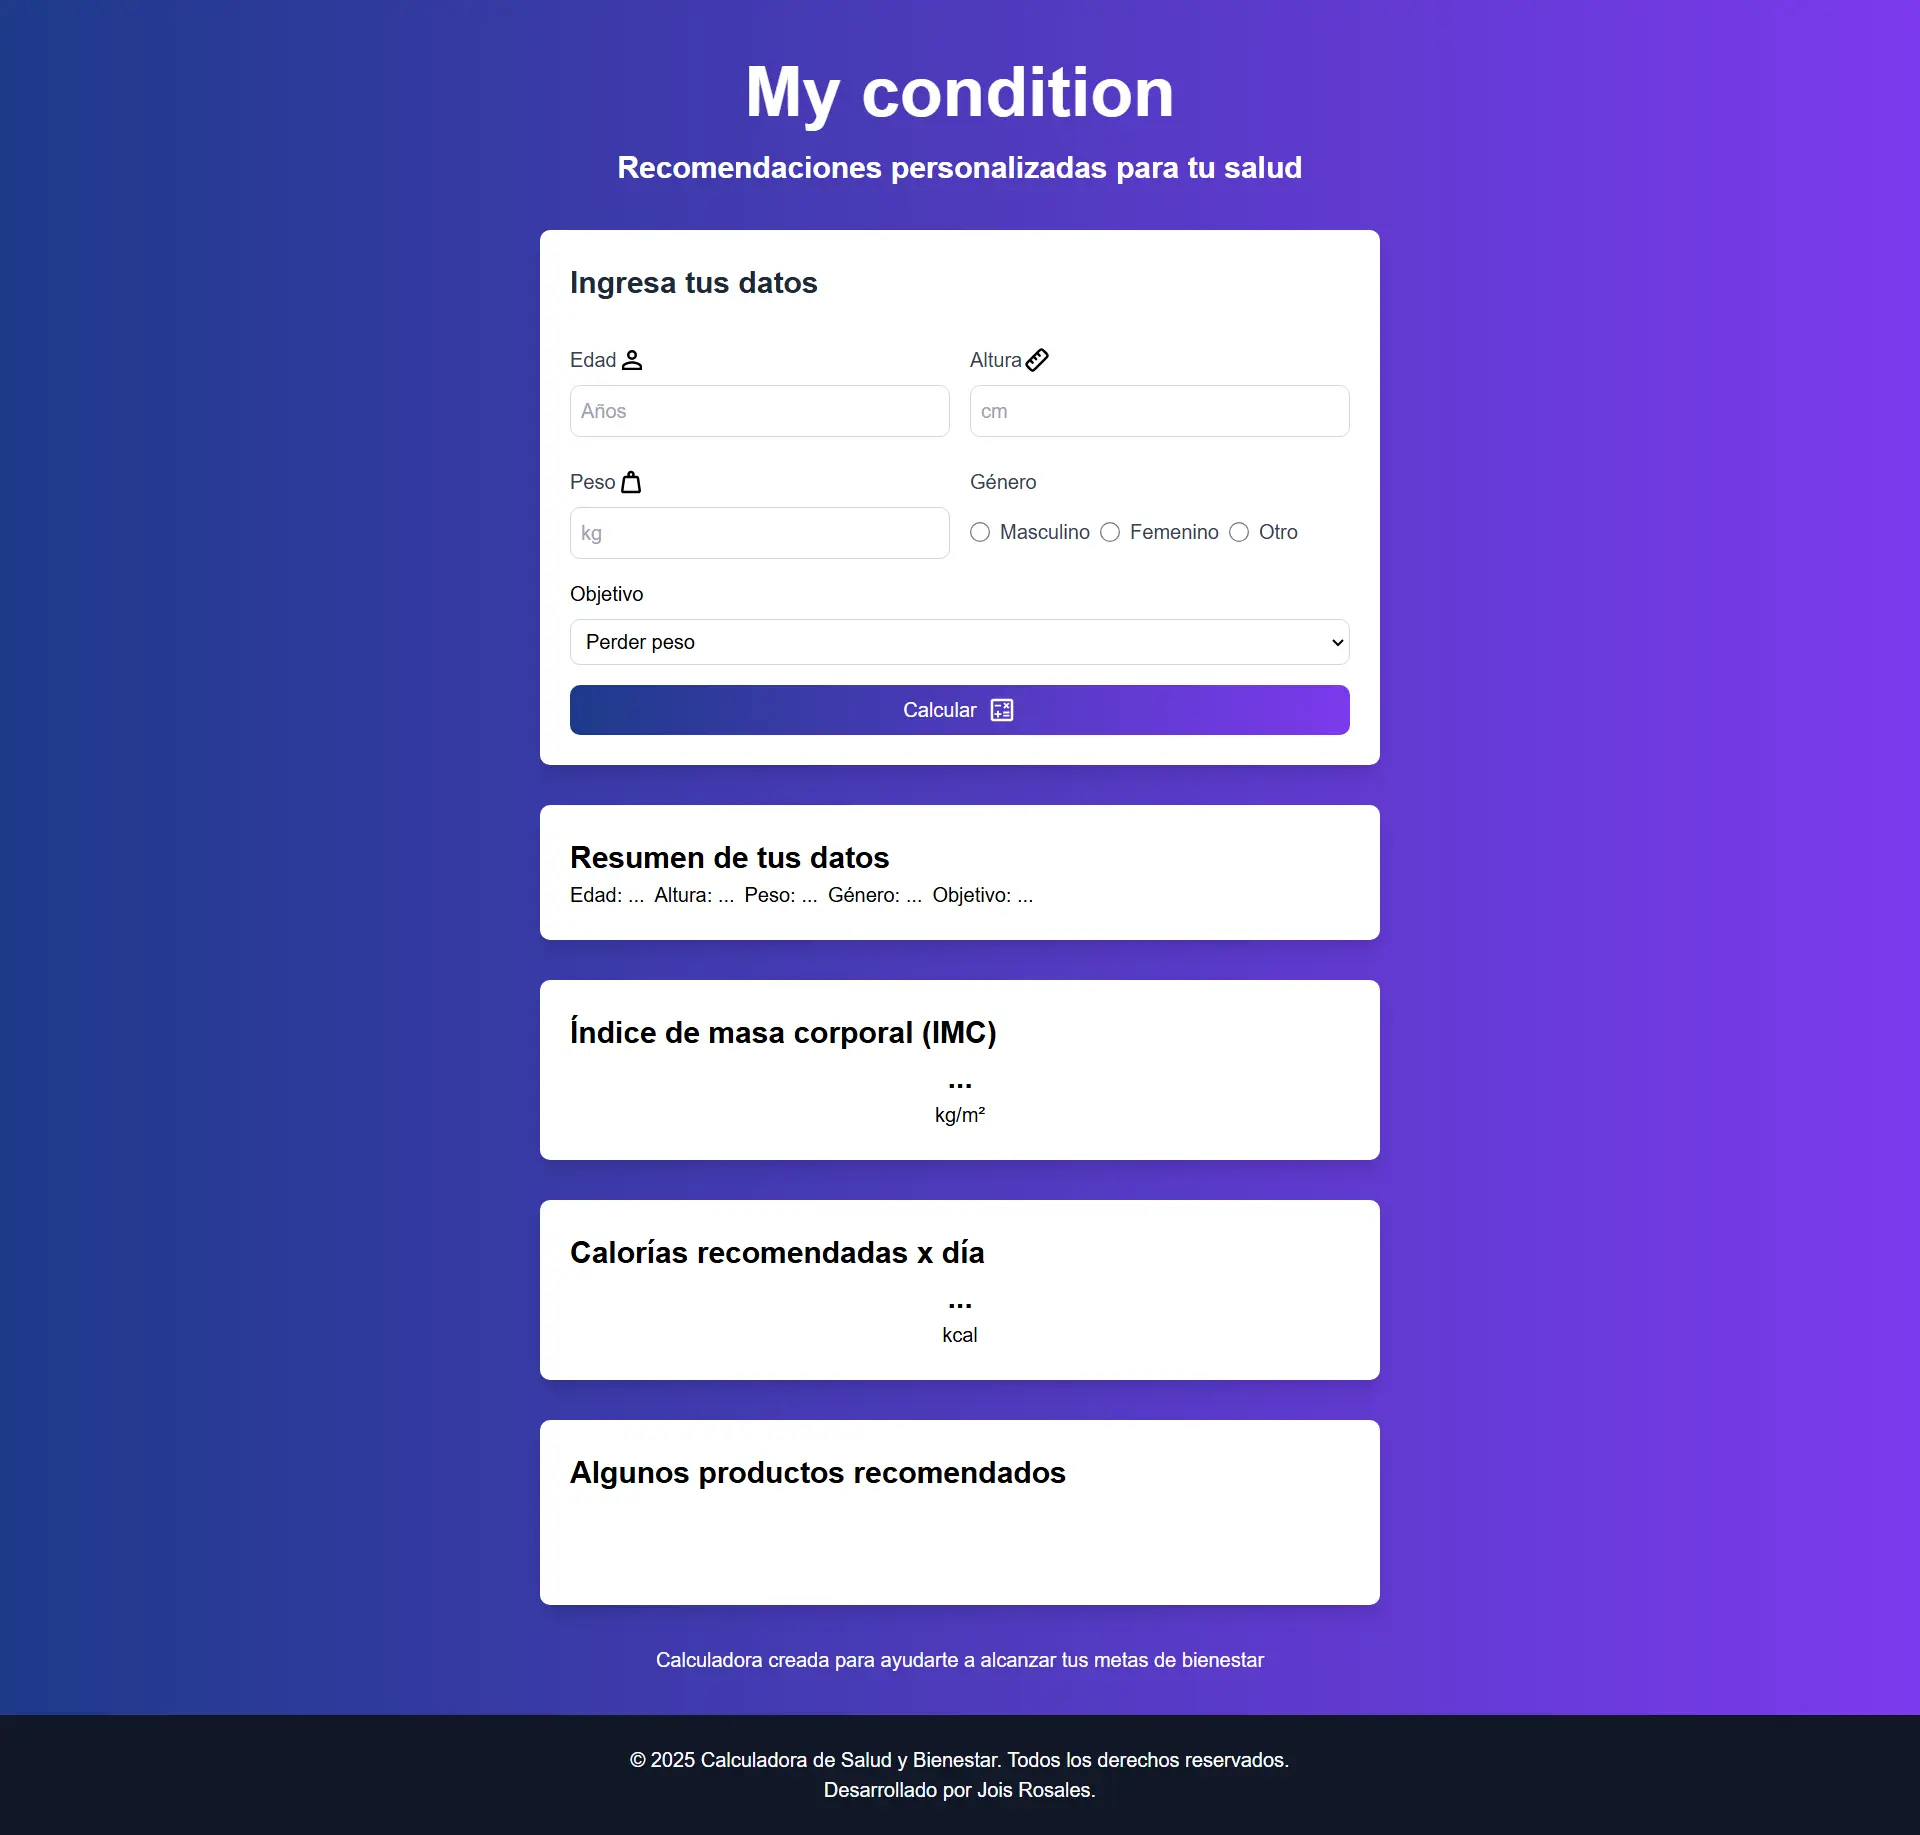 My condition
Recomendaciones personalizadas para tu salud
Ingresa tus datos
Edad
Altura
Años
cm
Peso
Género
kg
Masculino Femenino Otro
Objetivo
Perder peso
Calcular
Resumen de tus datos
Edad: ... Altura: ... Peso: ... Género: ... Objetivo: ...
Índice de masa corporal (IMC)
...
kg/m²
Calorías recomendadas x día
...
kcal
Algunos productos recomendados
Calculadora creada para ayudarte a alcanzar tus metas de bienestar
© 2025 Calculadora de Salud y Bienestar. Todos los derechos reservados.
Desarrollado por Jois Rosales.